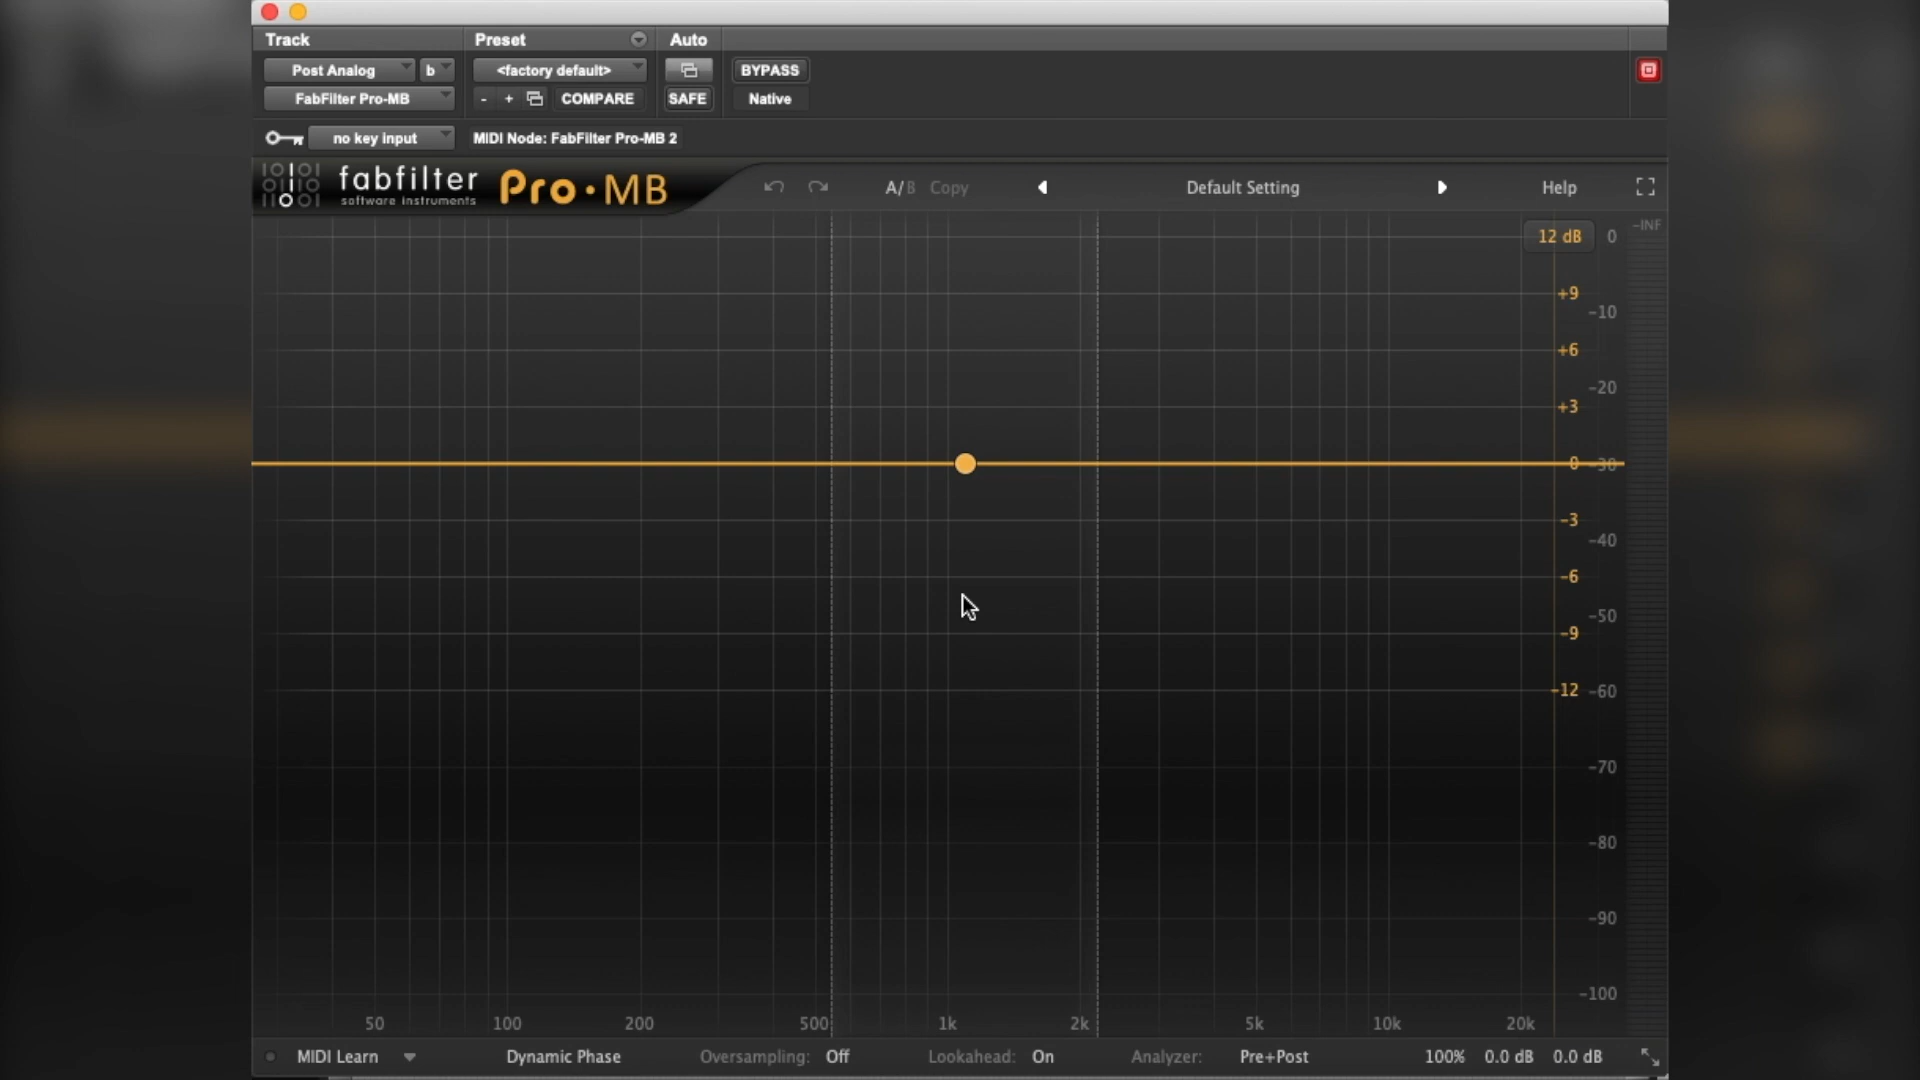 Track Preset Auto
Post Analog b <factory default> BYPASS
FabFilter Pro-MB - + COMPARE SAFE Native
no key input MIDI Node: FabFilter Pro-MB 2
fabfilter Pro·MB A/B Copy Default Setting Help
software instruments
12 dB 0 -INF
+9
-10
+6
-20
+3
0 -30
-3
-40
-6
-50
-9
-12 -60
-70
-80
-90
-100
50 100 200 500 1k 2k 5k 10k 20k
MIDI Learn Dynamic Phase Oversampling: Off Lookahead: On Analyzer: Pre+Post 100% 0.0 dB 0.0 dB